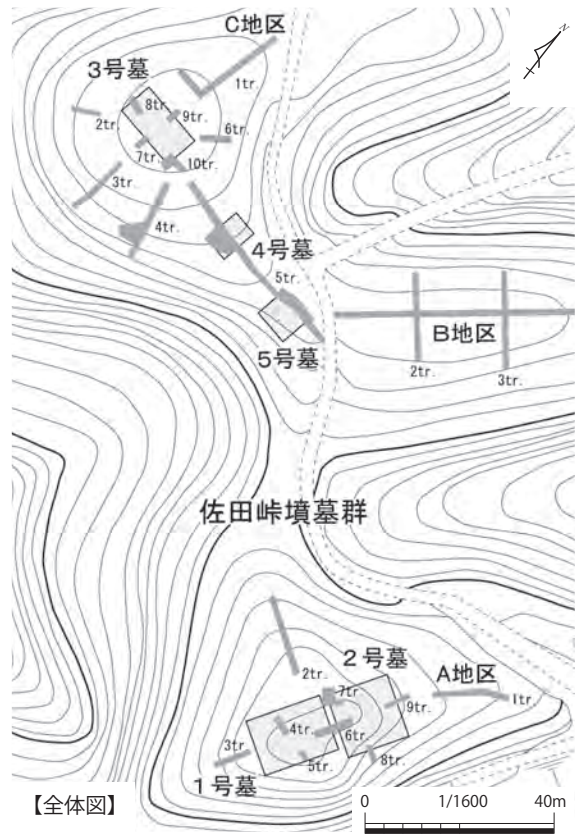 N
C地区
3号墓
1tr.
8tr.
9tr.
2tr.
6tr.
7tr.
10tr.
3tr.
4tr.
4号墓
5tr.
B地区
5号墓
2tr.
3tr.
佐田峠墳墓群
2号墓
A地区
2tr.
7tr.
1tr.
9tr.
4tr.
6tr.
3tr.
5tr.
8tr.
1号墓
【全体図】
0 1/1600 40m